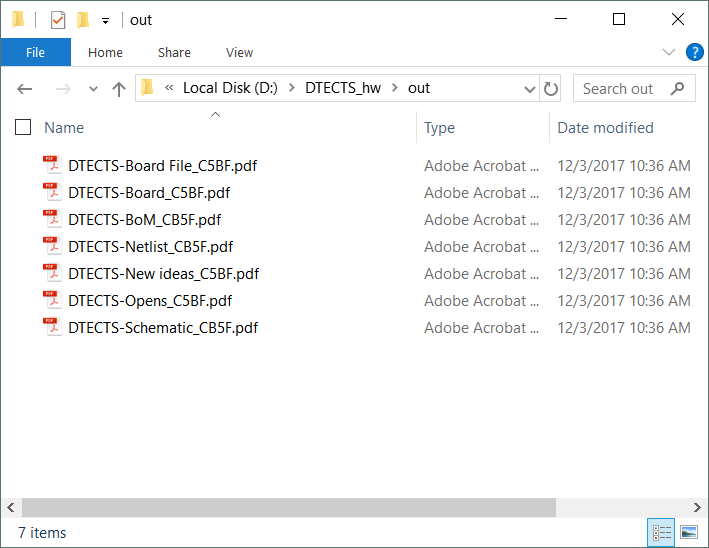 out
File Home Share View
« Local Disk (D:) DTECTS_hw out Search out
Name Type Date modified
DTECTS-Board File_C5BF.pdf Adobe Acrobat ... 12/3/2017 10:36 AM
DTECTS-Board_C5BF.pdf Adobe Acrobat ... 12/3/2017 10:36 AM
DTECTS-BoM_CB5F.pdf Adobe Acrobat ... 12/3/2017 10:36 AM
DTECTS-Netlist_CB5F.pdf Adobe Acrobat ... 12/3/2017 10:36 AM
DTECTS-New ideas_C5BF.pdf Adobe Acrobat ... 12/3/2017 10:36 AM
DTECTS-Opens_C5BF.pdf Adobe Acrobat ... 12/3/2017 10:36 AM
DTECTS-Schematic_CB5F.pdf Adobe Acrobat ... 12/3/2017 10:36 AM
7 items